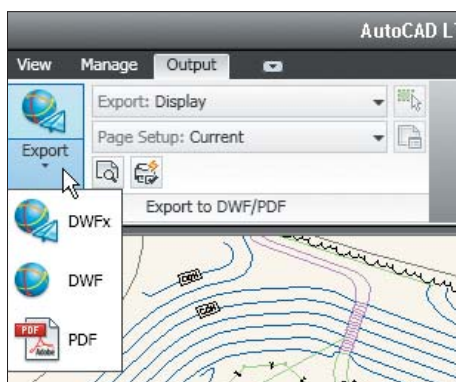 AutoCAD LT
View Manage Output
Export: Display
Page Setup: Current
Export
Export to DWF/PDF
DWFx
DWF
PDF
PDF
Adobe